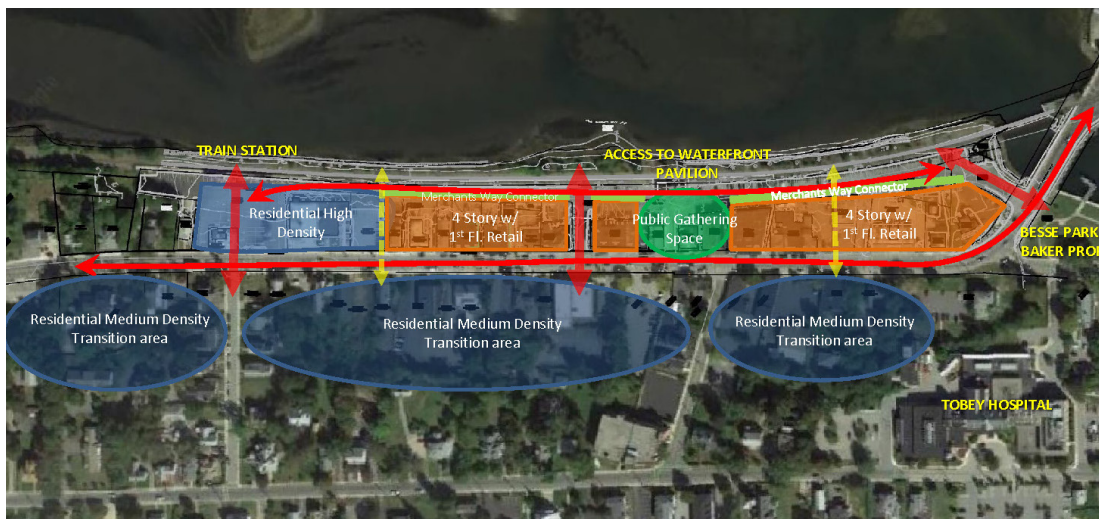 TRAIN STATION
ACCESS TO WATERFRONT
PAVILION
Merchants Way Connector
Merchants Way Connector
Residential High
Density
4 Story w/
1st Fl. Retail
Public Gathering
Space
4 Story w/
1st Fl. Retail
BESSE PARK
BAKER PRO
Residential Medium Density
Transition area
Residential Medium Density
Transition area
Residential Medium Density
Transition area
TOBEY HOSPITAL